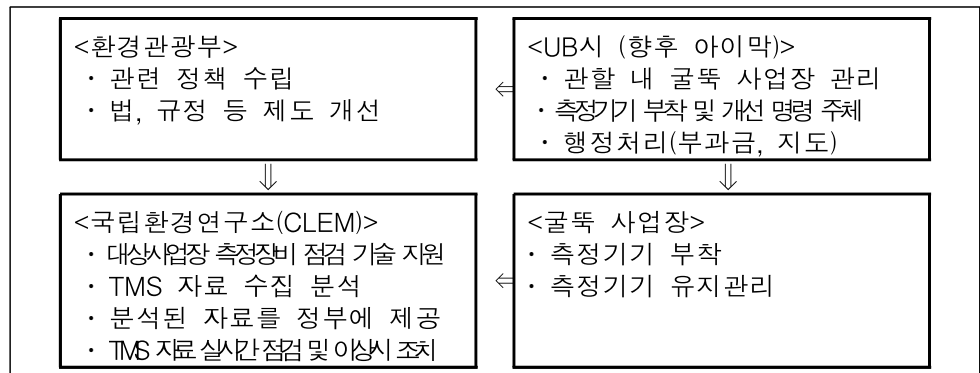 <환경관광부>
· 관련 정책 수립
· 법, 규정 등 제도 개선
⇐
<UB시 (향후 아이막)>
· 관할 내 굴뚝 사업장 관리
· 측정기기 부착 및 개선 명령 주체
· 행정처리(부과금, 지도)
⇓
⇓
<국립환경연구소(CLEM)>
· 대상사업장 측정장비 점검 기술 지원
· TMS 자료 수집 분석
· 분석된 자료를 정부에 제공
· TMS 자료 실시간 점검 및 이상시 조치
⇐
<굴뚝 사업장>
· 측정기기 부착
· 측정기기 유지관리